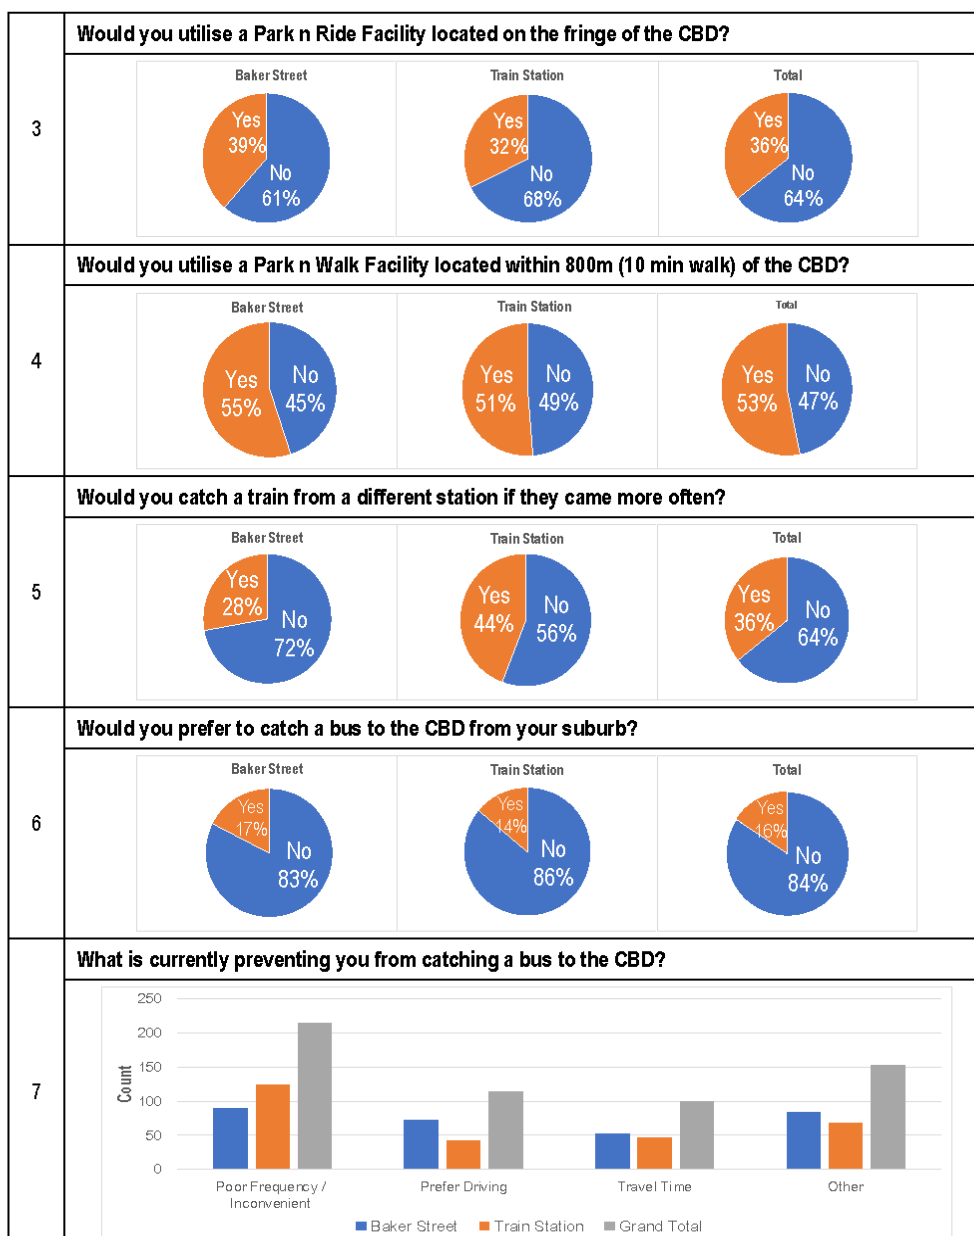 Would you utilise a Park n Ride Facility located on the fringe of the CBD?
3
Baker Street
Train Station
Total
Yes
39%
No
61%
Yes
32%
No
68%
Yes
36%
No
64%
Would you utilise a Park n Walk Facility located within 800m (10 min walk) of the CBD?
4
Baker Street
Train Station
Total
Yes
55%
No
45%
Yes
51%
No
49%
Yes
53%
No
47%
Would you catch a train from a different station if they came more often?
5
Baker Street
Train Station
Total
Yes
28%
No
72%
Yes
44%
No
56%
Yes
36%
No
64%
Would you prefer to catch a bus to the CBD from your suburb?
6
Baker Street
Train Station
Total
Yes
17%
No
83%
Yes
14%
No
86%
Yes
16%
No
84%
What is currently preventing you from catching a bus to the CBD?
7
Count
250
200
150
100
50
0
Poor Frequency /
Inconvenient
Prefer Driving
Travel Time
Other
Baker Street
Train Station
Grand Total